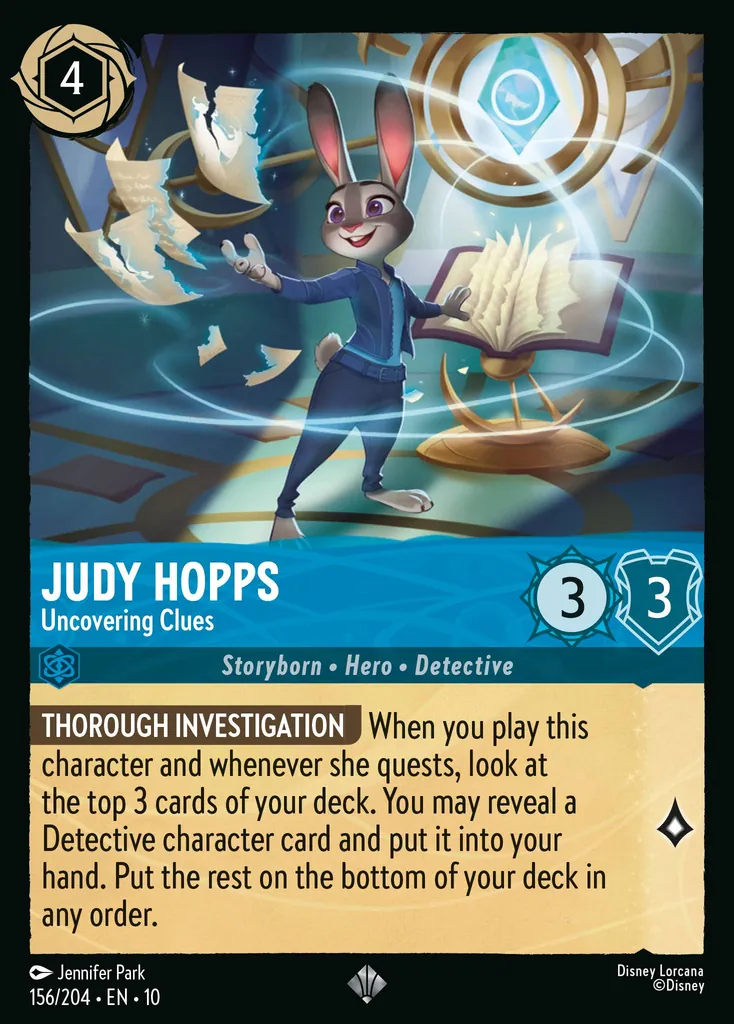 4
JUDY HOPPS
Uncovering Clues
3
3
Storyborn • Hero • Detective
THOROUGH INVESTIGATION When you play this
character and whenever she quests, look at
the top 3 cards of your deck. You may reveal a
Detective character card and put it into your
hand. Put the rest on the bottom of your deck in
any order.
Jennifer Park
Disney Lorcana
156/204 • EN • 10
©Disney